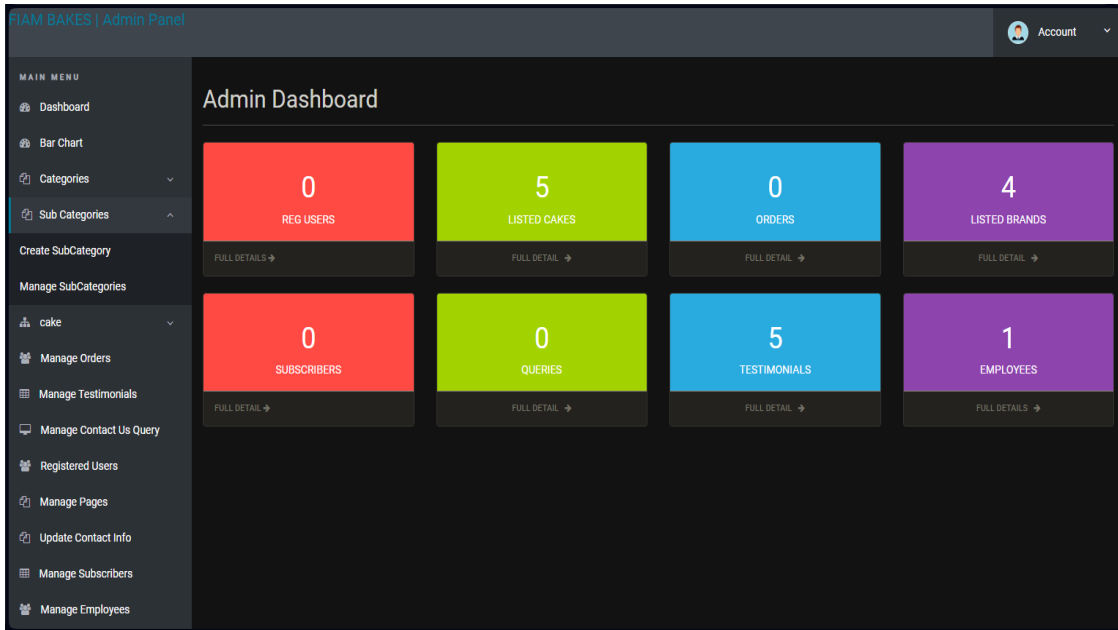 FIAM BAKES | Admin Panel
Account
MAIN MENU
Dashboard
Bar Chart
Categories
Sub Categories
Create SubCategory
Manage SubCategories
cake
Manage Orders
Manage Testimonials
Manage Contact Us Query
Registered Users
Manage Pages
Update Contact Info
Manage Subscribers
Manage Employees
Admin Dashboard
0
REG USERS
FULL DETAILS
5
LISTED CAKES
FULL DETAIL
0
ORDERS
FULL DETAIL
4
LISTED BRANDS
FULL DETAIL
0
SUBSCRIBERS
FULL DETAIL
0
QUERIES
FULL DETAIL
5
TESTIMONIALS
FULL DETAIL
1
EMPLOYEES
FULL DETAILS